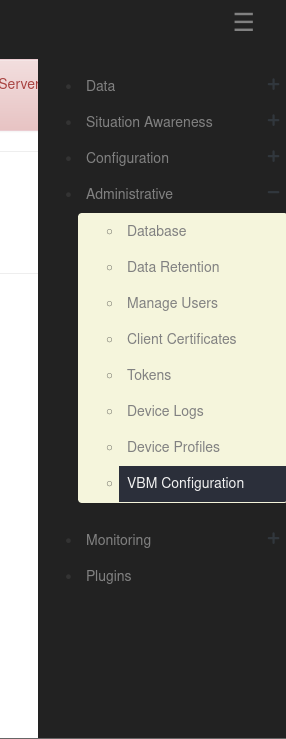 Server
Data
Situation Awareness
Configuration
Administrative
Database
Data Retention
Manage Users
Client Certificates
Tokens
Device Logs
Device Profiles
VBM Configuration
Monitoring
Plugins